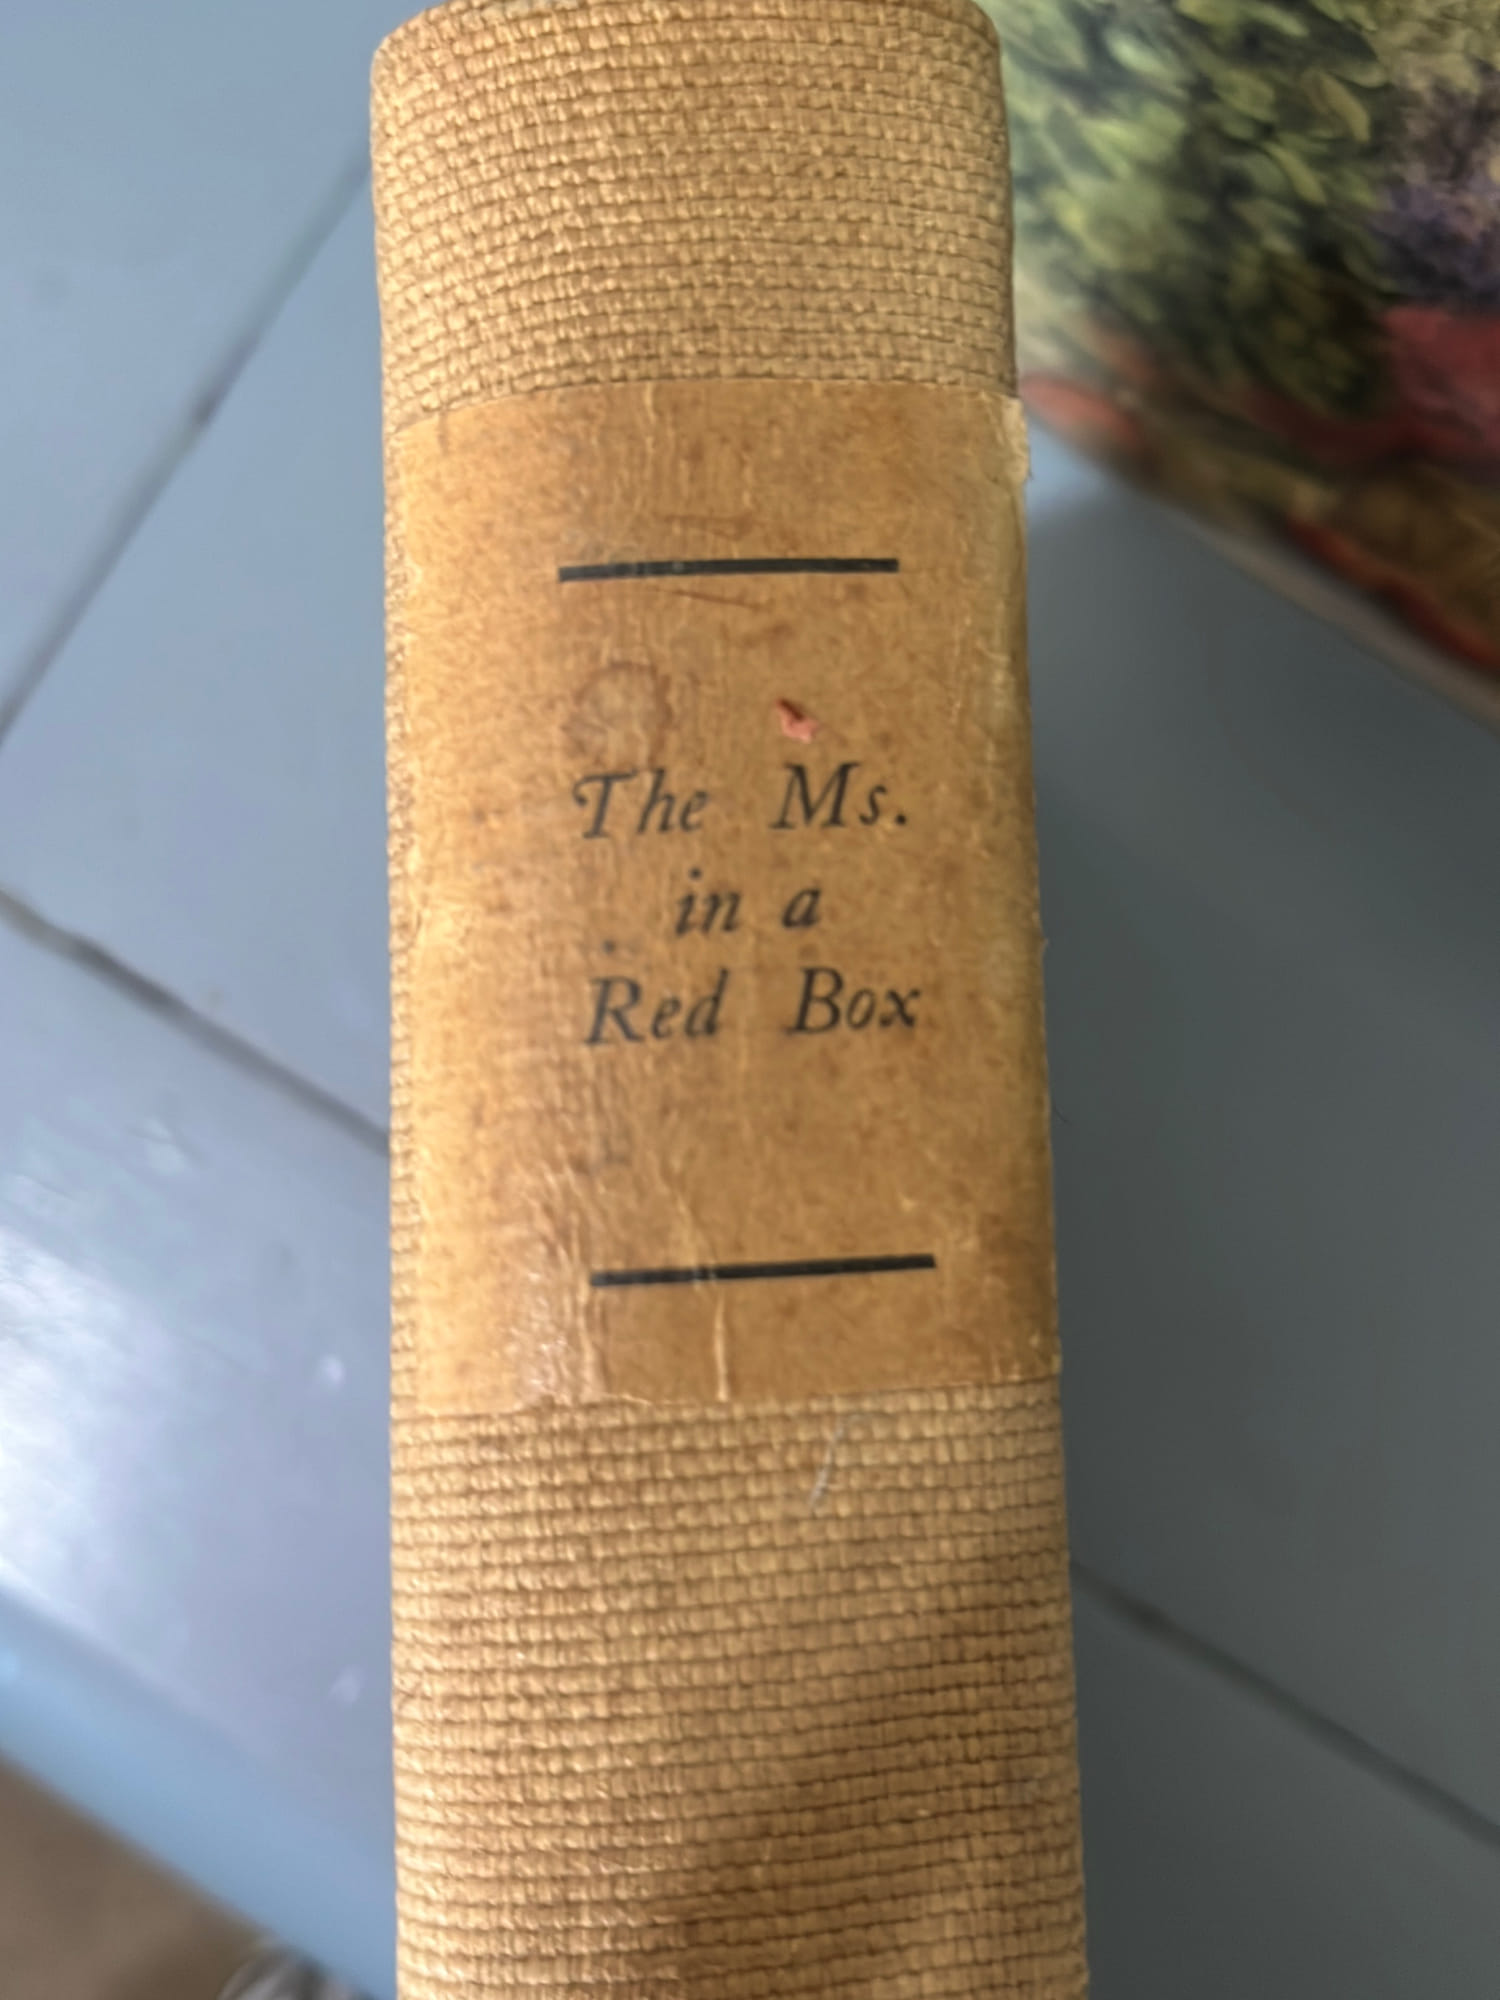 The Ms.
in a
Red Box